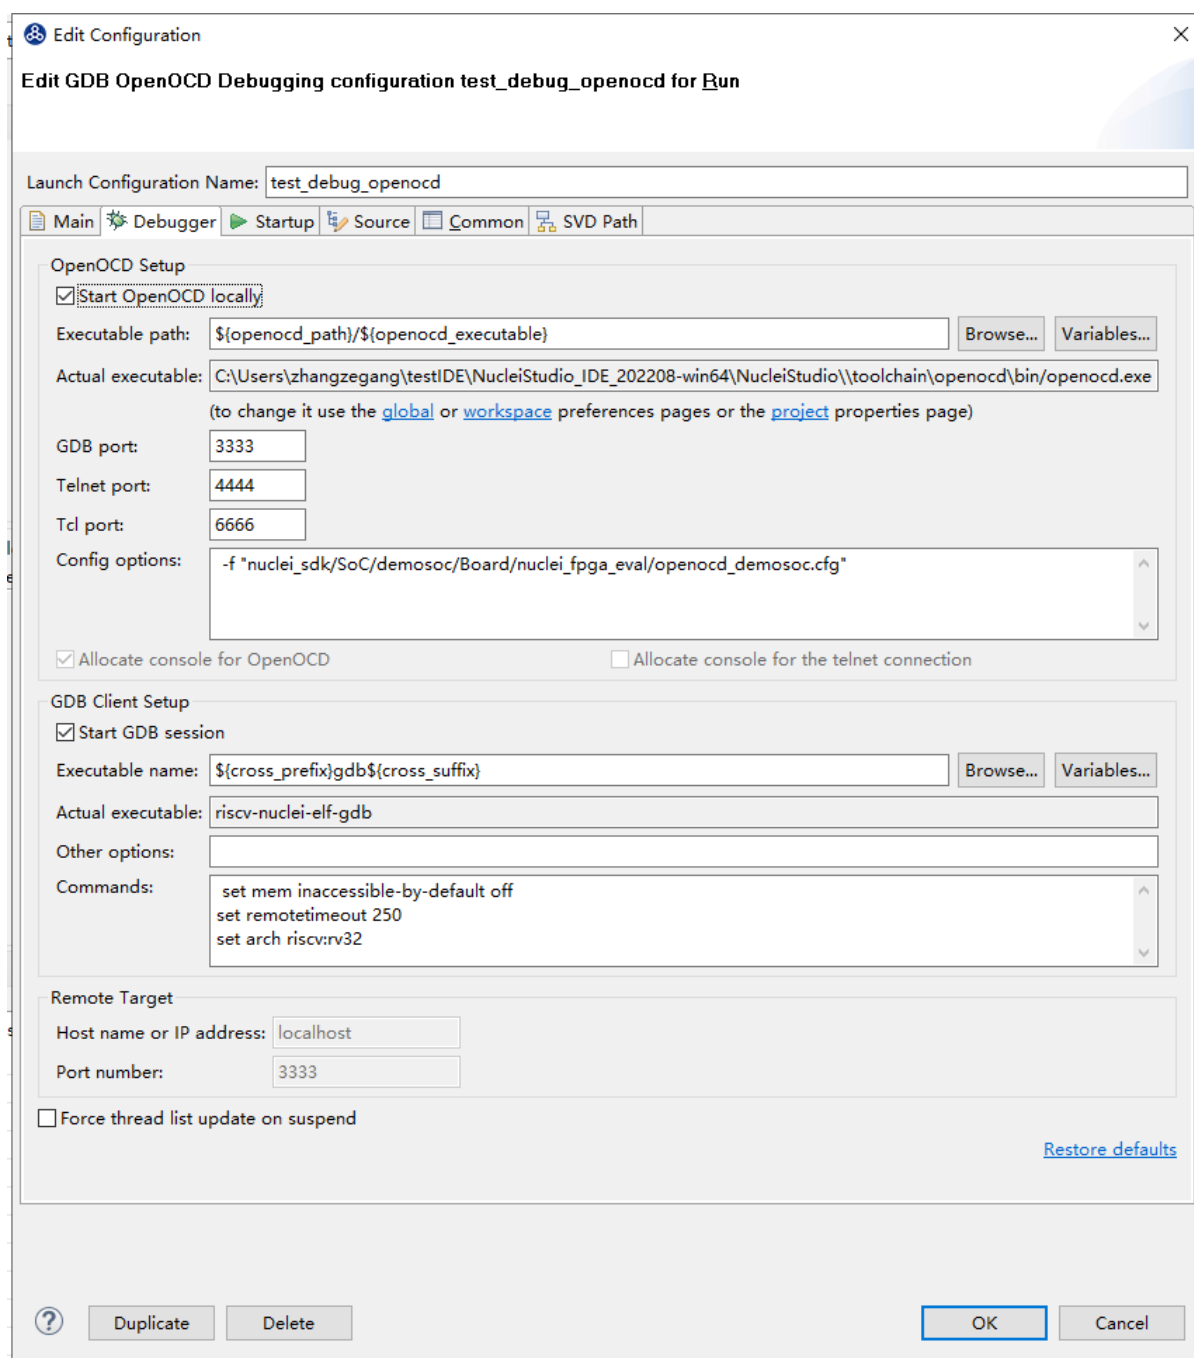 Edit Configuration
Edit GDB OpenOCD Debugging configuration test_debug_openocd for Run
Launch Configuration Name: test_debug_openocd
Main Debugger Startup Source Common SVD Path
OpenOCD Setup
Start OpenOCD locally
Executable path: ${openocd_path}/${openocd_executable} Browse... Variables...
Actual executable: C:\Users\zhangzegang\testIDE\NucleiStudio_IDE_202208-win64\NucleiStudio\\toolchain\openocd\bin/openocd.exe
(to change it use the global or workspace preferences pages or the project properties page)
GDB port: 3333
Telnet port: 4444
Tcl port: 6666
Config options: -f "nuclei_sdk/SoC/demosoc/Board/nuclei_fpga_eval/openocd_demosoc.cfg"
Allocate console for OpenOCD Allocate console for the telnet connection
GDB Client Setup
Start GDB session
Executable name: ${cross_prefix}gdb${cross_suffix} Browse... Variables...
Actual executable: riscv-nuclei-elf-gdb
Other options:
Commands: set mem inaccessible-by-default off
set remotetimeout 250
set arch riscv:rv32
Remote Target
Host name or IP address: localhost
Port number: 3333
Force thread list update on suspend
Restore defaults
? Duplicate Delete OK Cancel